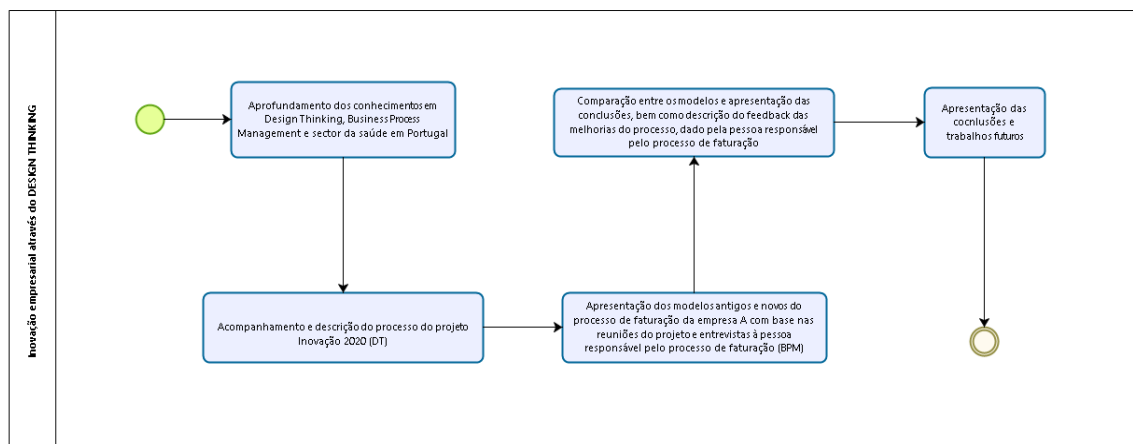 Inovação empresarial através do DESIGN THINKING
Aprofundamento dos conhecimentos em
Design Thinking, Business Process
Management e sector da saúde em Portugal
Acompanhamento e descrição do processo do projeto
Inovação 2020 (DT)
Apresentação dos modelos antigos e novos do
processo de faturação da empresa A com base nas
reuniões do projeto e entrevistas à pessoa
responsável pelo processo de faturação (BPM)
Comparação entre os modelos e apresentação das
conclusões, bem como descrição do feedback das
melhorias do processo, dado pela pessoa responsável
pelo processo de faturação
Apresentação das
cocnlusões e
trabalhos futuros